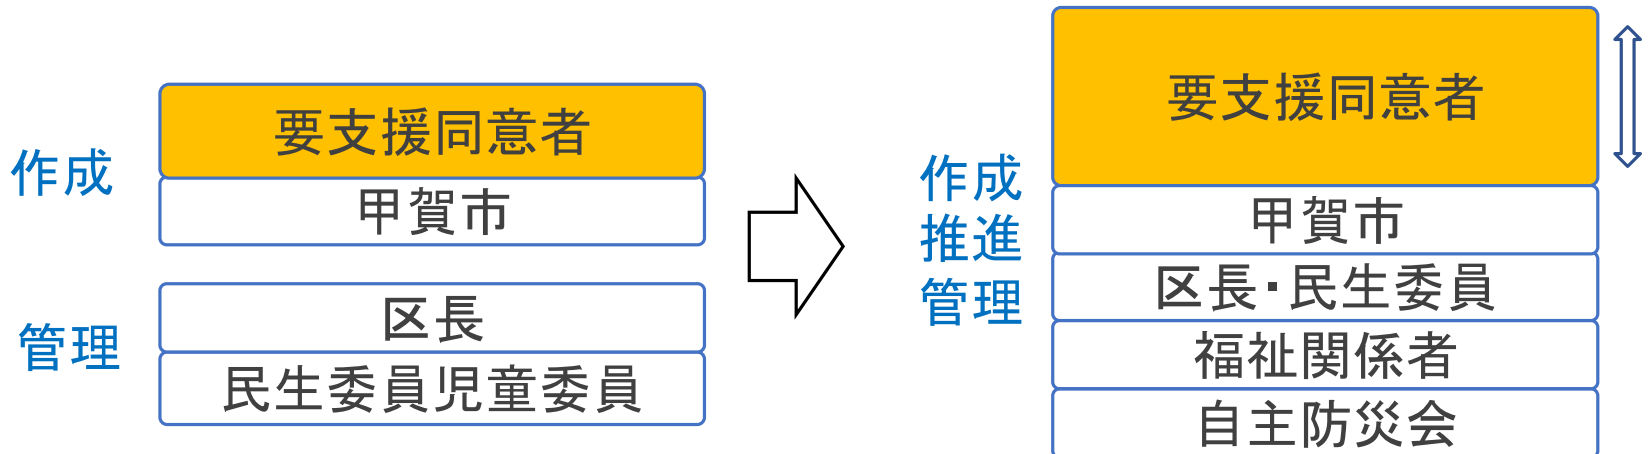 作成
要支援同意者
甲賀市
管理
区長
民生委員児童委員
作成
推進
管理
要支援同意者
甲賀市
区長・民生委員
福祉関係者
自主防災会